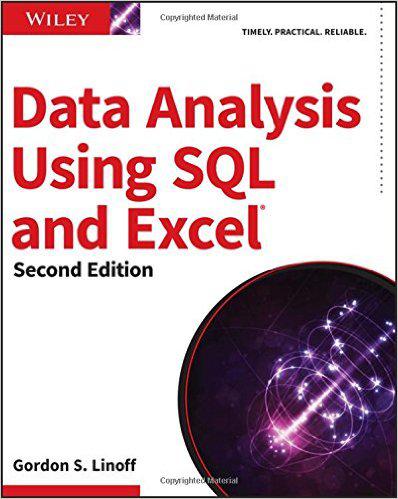 WILEY
Copyrighted Material
TIMELY. PRACTICAL. RELIABLE.
Data Analysis
Using SQL
and Excel®
Second Edition
Gordon S. Linoff
Copyrighted Material